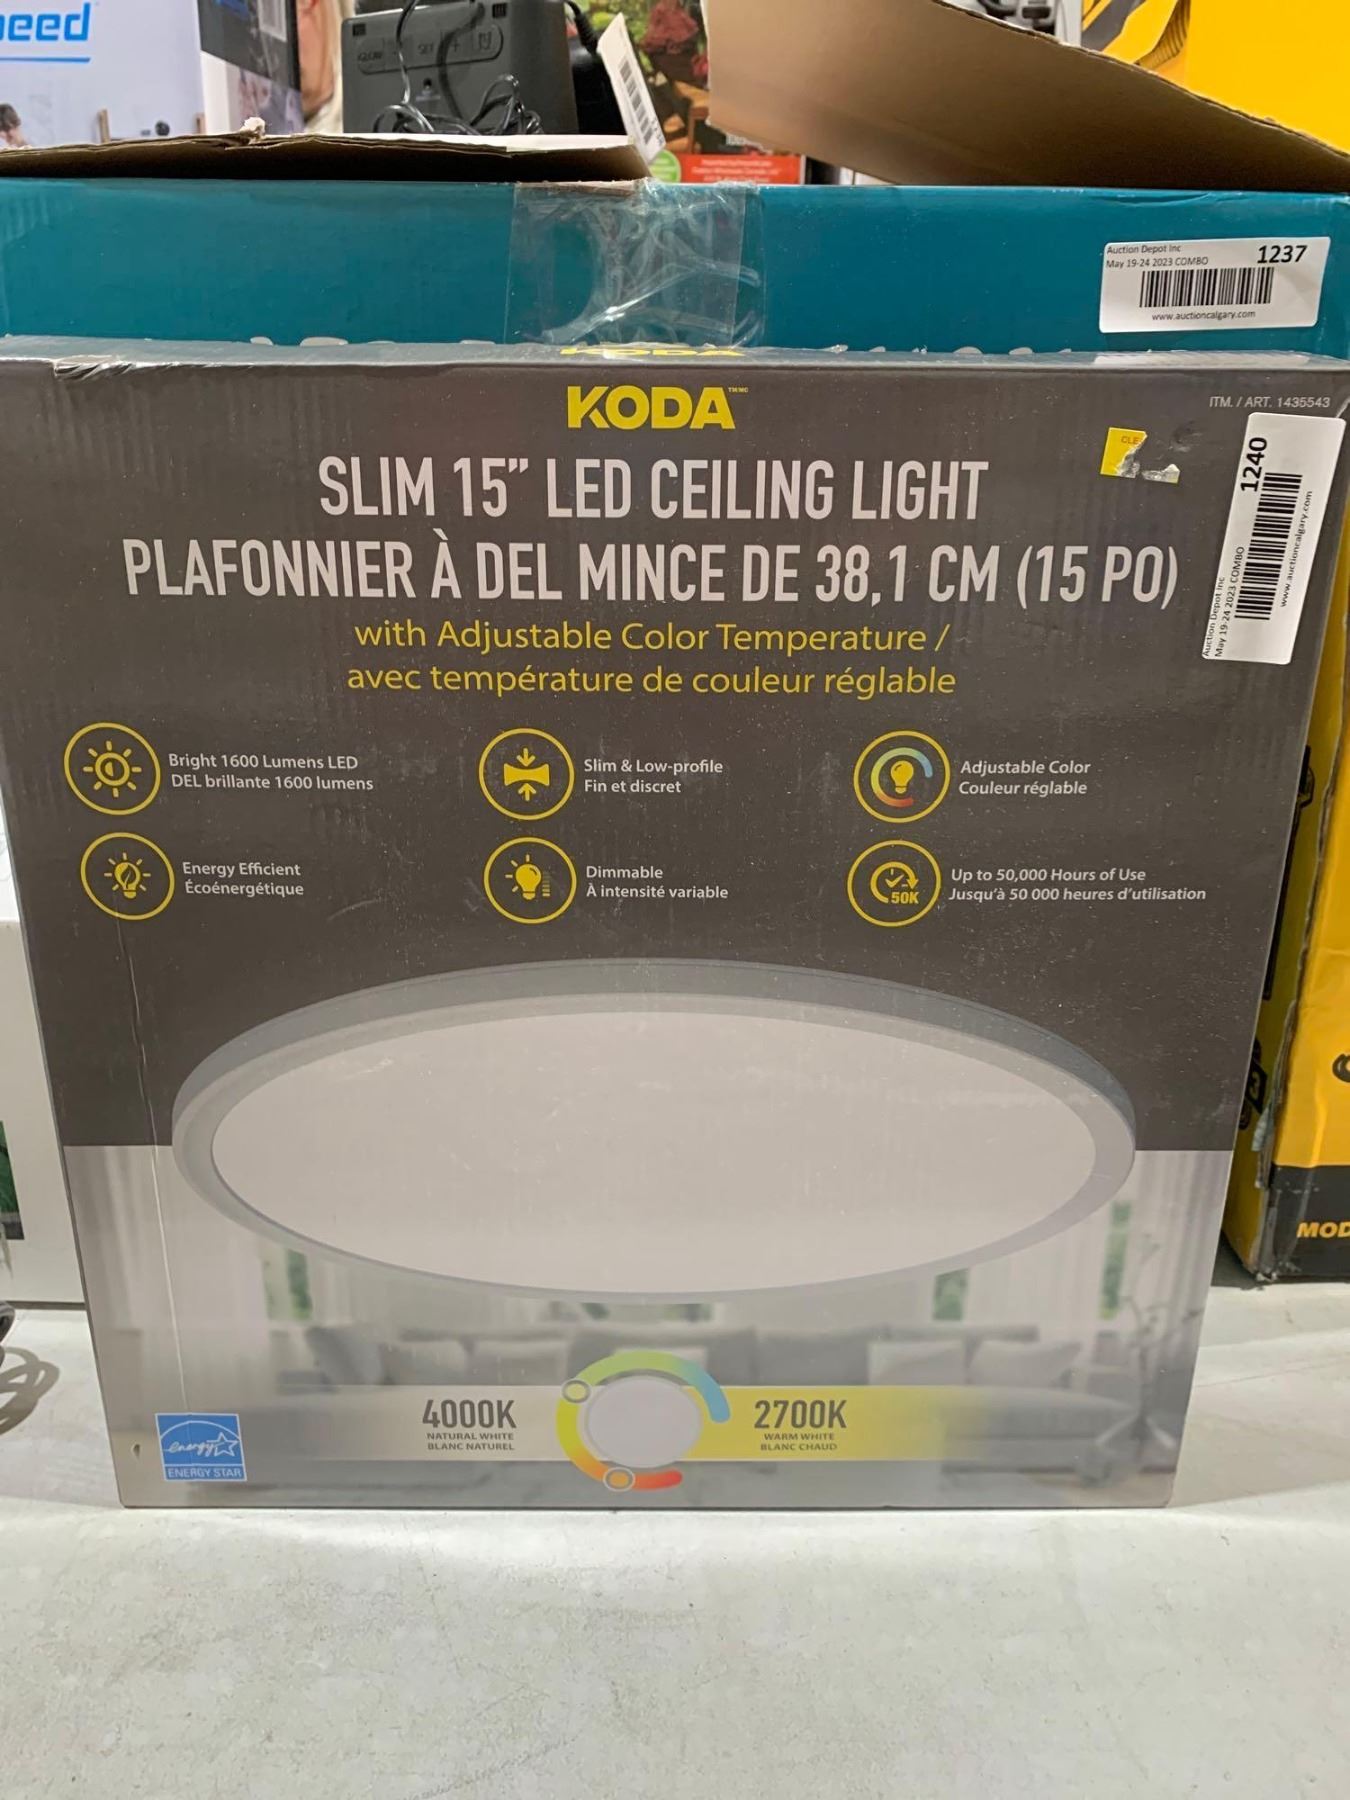 eed
SET
Auction Depot Inc
1237
May 19-24 2023 COMBO
www.auctioncalgary.com
KODA
KODA™MC
ITM. / ART. 1435543
CLE
SLIM 15” LED CEILING LIGHT
PLAFONNIER À DEL MINCE DE 38,1 CM (15 PO)
with Adjustable Color Temperature /
avec température de couleur réglable
1240
Auction Depot Inc
May 19-24 2023 COMBO
www.auctioncalgary.com
Bright 1600 Lumens LED
DEL brillante 1600 lumens
Slim & Low-profile
Fin et discret
Adjustable Color
Couleur réglable
Energy Efficient
Écoénergétique
Dimmable
À intensité variable
50K
Up to 50,000 Hours of Use
Jusqu’à 50 000 heures d’utilisation
4000K
NATURAL WHITE
BLANC NATUREL
2700K
WARM WHITE
BLANC CHAUD
energy
ENERGY STAR
MOD